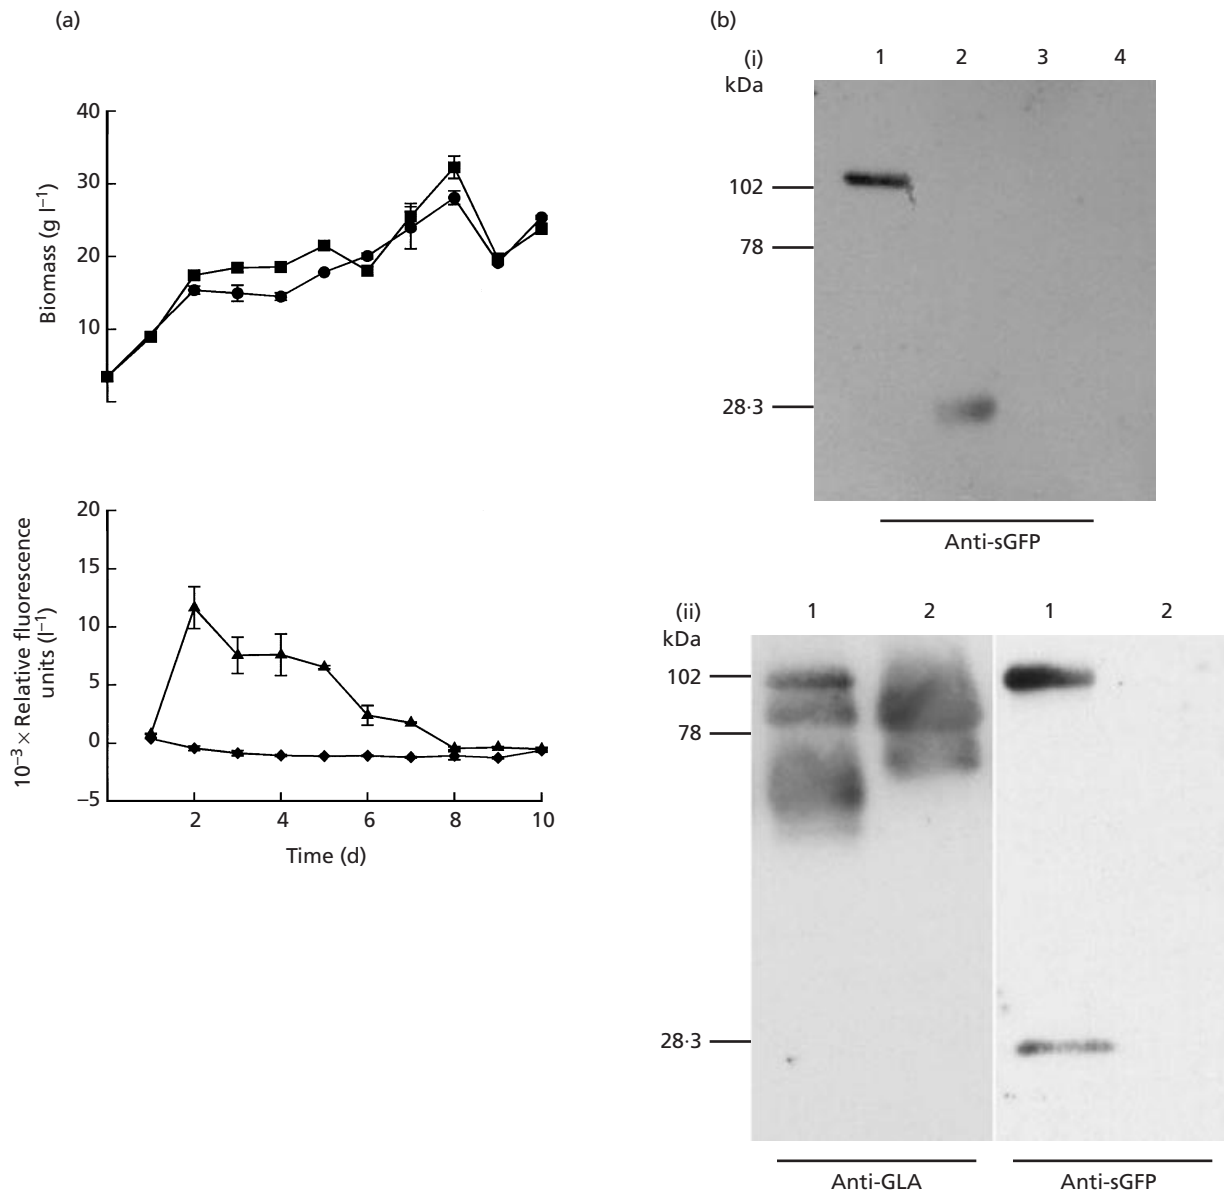 (a)
40
30
20
10
Biomass (g l⁻¹)
20
15
10
5
0
−5
10⁻³ × Relative fluorescence
units (l⁻¹)
2
4
6
8
10
Time (d)
(b)
(i)
1
2
3
4
kDa
102
78
28·3
Anti-sGFP
(ii)
1
2
1
2
kDa
102
78
28·3
Anti-GLA
Anti-sGFP